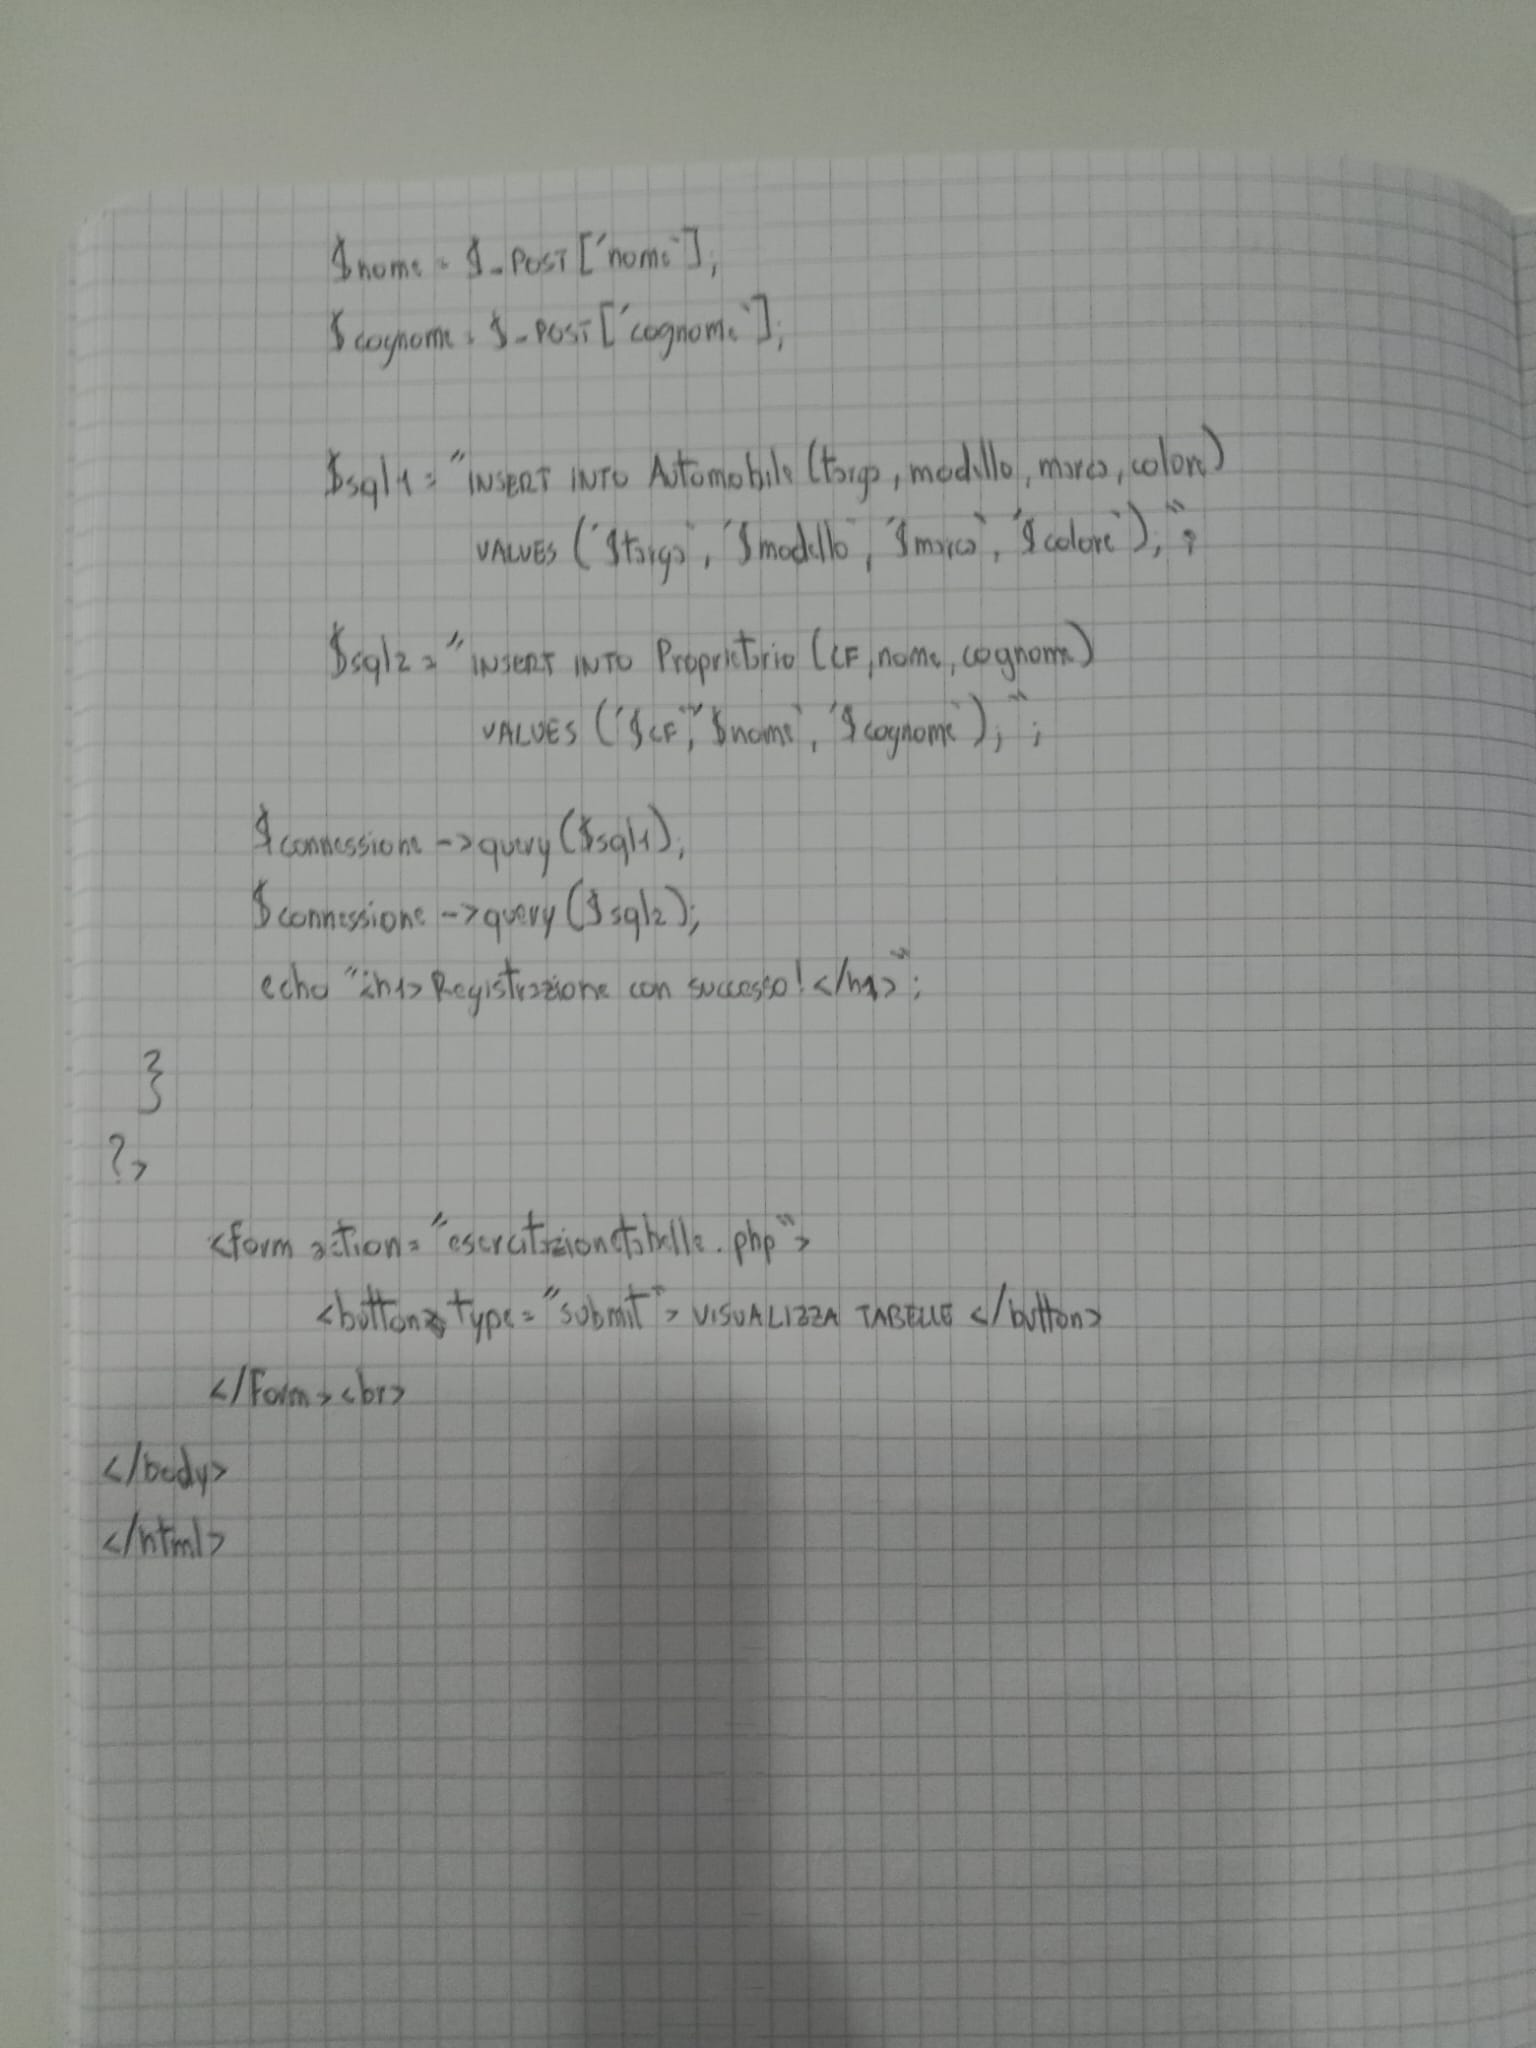 $nome = $_POST['nome'];
$cognome = $_POST['cognome'];
$sql1 = "INSERT INTO Automobile (targa, modello, marca, colore)
VALUES ('$targa', '$modello', '$marca', '$colore');";
$sql2 = "INSERT INTO Proprietario (CF, nome, cognome)
VALUES ('$CF', '$nome', '$cognome');";
$connessione -> query($sql1);
$connessione -> query($sql2);
echo "<h1> Registrazione con successo! </h1>";
}
?>
<form action="esercitazionetabelle.php">
<button type="submit"> VISUALIZZA TABELLE </button>
</form><br>
</body>
</html>